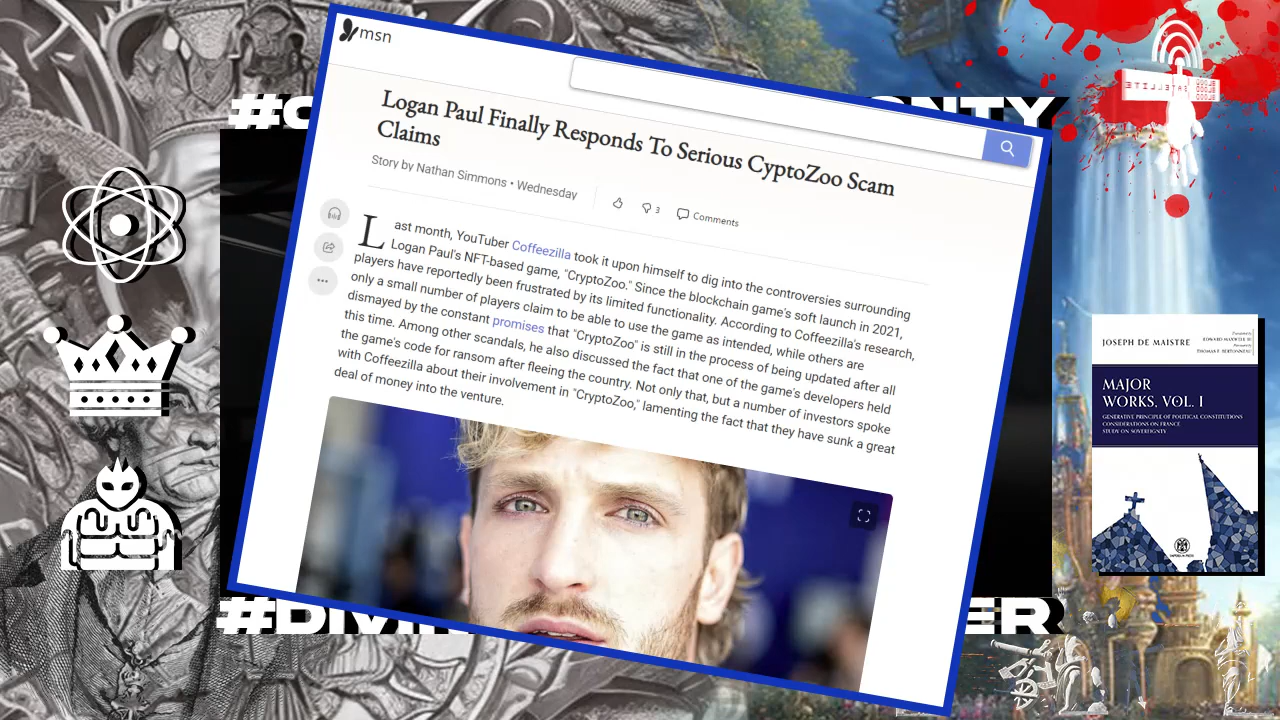 msn
Logan Paul Finally Responds To Serious CyptoZoo Scam
Claims
Story by Nathan Simmons • Wednesday
3
Comments
Last month, YouTuber Coffeezilla took it upon himself to dig into the controversies surrounding
Logan Paul's NFT-based game, "CryptoZoo." Since the blockchain game's soft launch in 2021,
players have reportedly been frustrated by its limited functionality. According to Coffeezilla's research,
only a small number of players claim to be able to use the game as intended, while others are
dismayed by the constant promises that "CryptoZoo" is still in the process of being updated after all
this time. Among other scandals, he also discussed the fact that one of the game's developers held
the game's code for ransom after fleeing the country. Not only that, but a number of investors spoke
with Coffeezilla about their involvement in "CryptoZoo," lamenting the fact that they have sunk a great
deal of money into the venture.
JOSEPH DE MAISTRE
MAJOR
WORKS, VOL. I
GENERATIVE PRINCIPLE OF POLITICAL CONSTITUTIONS
CONSIDERATIONS ON FRANCE
STUDY ON SOVEREIGNTY